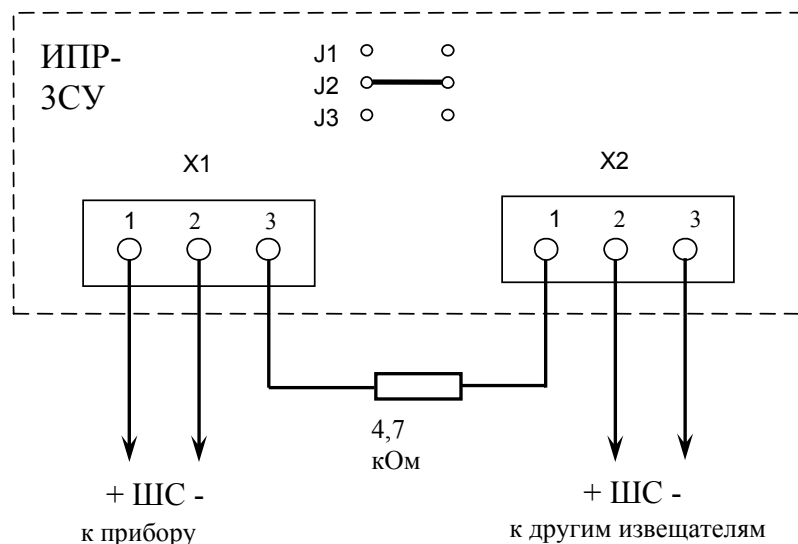 ИПР-
3СУ
J1
J2
J3
X1
X2
1 2 3
1 2 3
4,7
кОм
+ ШС -
к прибору
+ ШС -
к другим извещателям